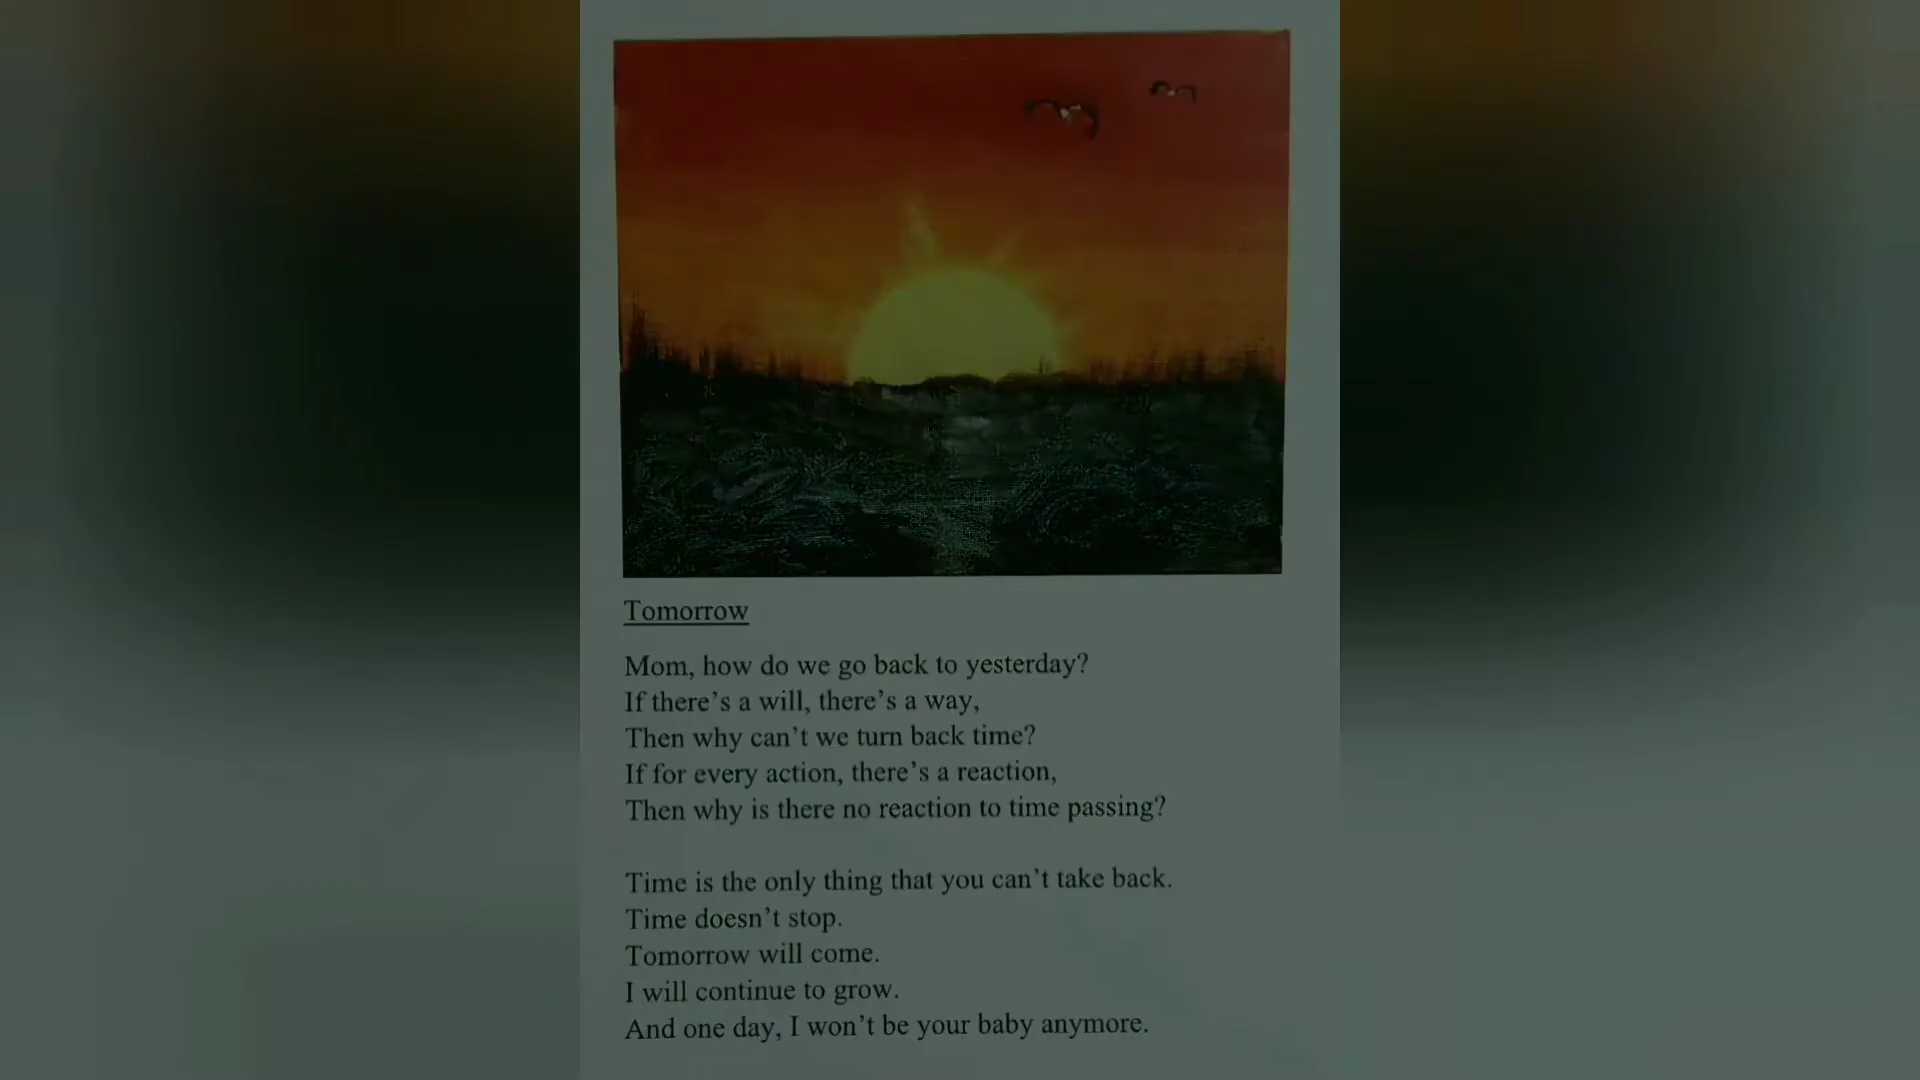 Tomorrow
Mom, how do we go back to yesterday?
If there’s a will, there’s a way,
Then why can’t we turn back time?
If for every action, there’s a reaction,
Then why is there no reaction to time passing?
Time is the only thing that you can’t take back.
Time doesn’t stop.
Tomorrow will come.
I will continue to grow.
And one day, I won’t be your baby anymore.